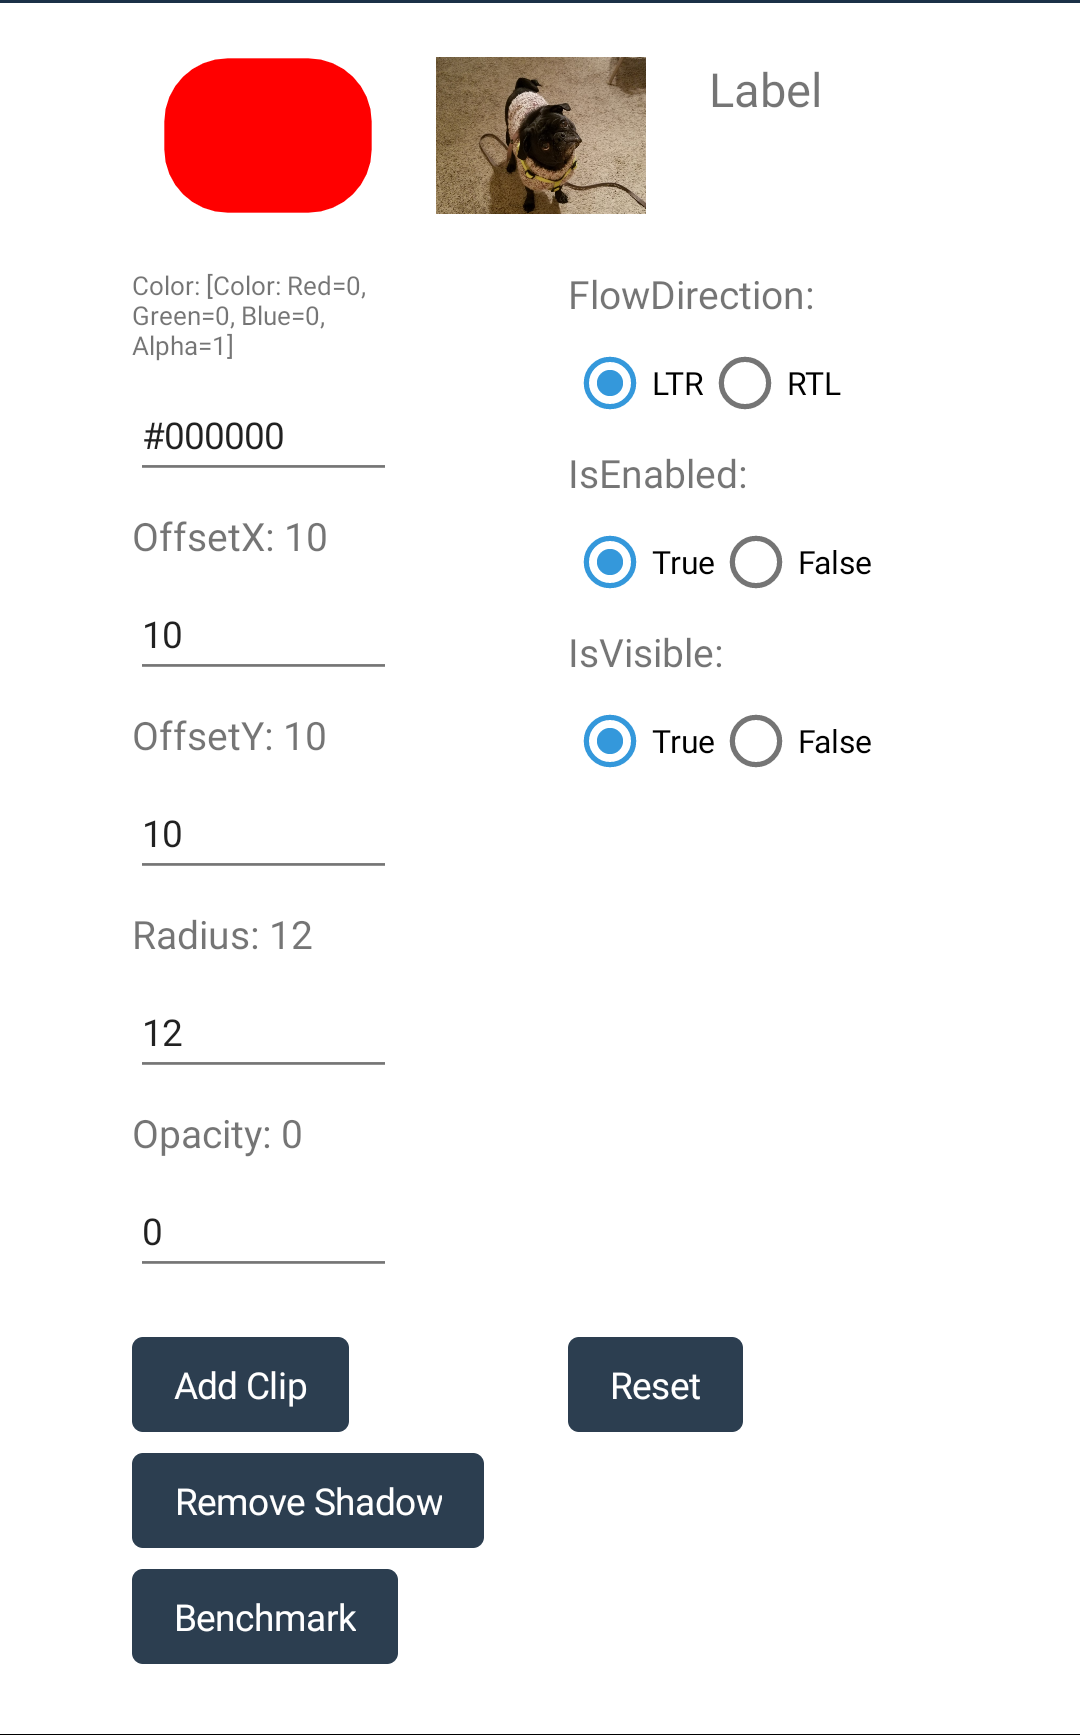 Label
Color: [Color: Red=0,
Green=0, Blue=0,
Alpha=1]
#000000
OffsetX: 10
10
OffsetY: 10
10
Radius: 12
12
Opacity: 0
0
FlowDirection:
LTR RTL
IsEnabled:
True False
IsVisible:
True False
Add Clip
Reset
Remove Shadow
Benchmark